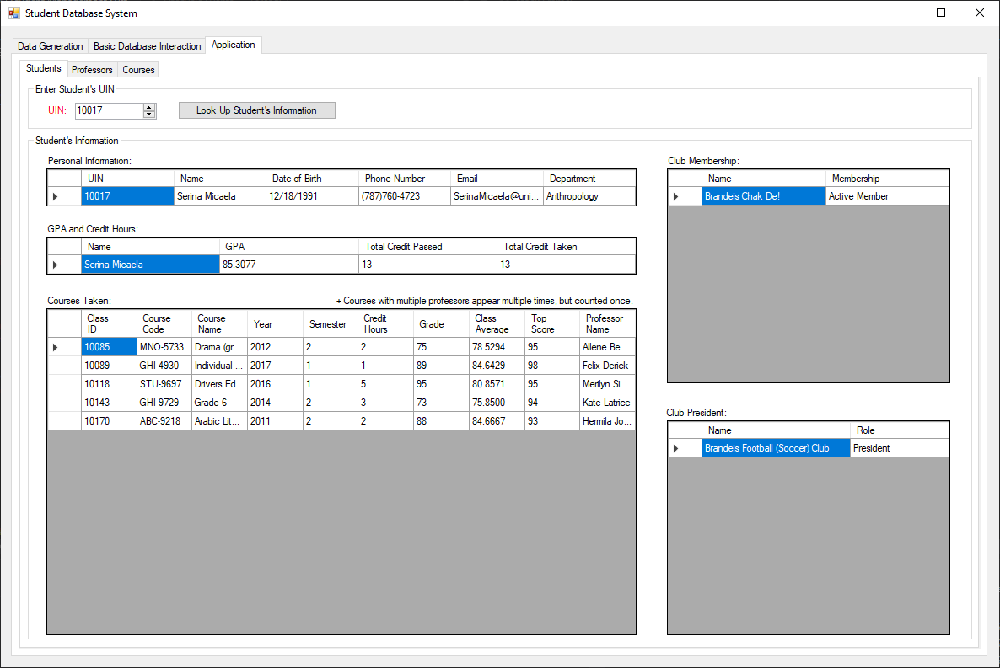 Student Database System
Data Generation Basic Database Interaction Application
Students Professors Courses
Enter Student's UIN
UIN: 10017 Look Up Student's Information
Student's Information
Personal Information:
UIN Name Date of Birth Phone Number Email Department
10017 Serina Micaela 12/18/1991 (787)760-4723 SerinaMicaela@uni... Anthropology
GPA and Credit Hours:
Name GPA Total Credit Passed Total Credit Taken
Serina Micaela 85.3077 13 13
Courses Taken: + Courses with multiple professors appear multiple times, but counted once.
Class ID Course Code Course Name Year Semester Credit Hours Grade Class Average Top Score Professor Name
10085 MNO-5733 Drama (gr... 2012 2 2 75 78.5294 95 Allene Be...
10089 GHI-4930 Individual ... 2017 1 1 89 84.6429 98 Felix Derick
10118 STU-9697 Drivers Ed... 2016 1 5 95 80.8571 95 Merilyn Si...
10143 GHI-9729 Grade 6 2014 2 3 73 75.8500 94 Kate Latrice
10170 ABC-9218 Arabic Lit... 2011 2 2 88 84.6667 93 Hemila Jo...
Club Membership:
Name Membership
Brandeis Chak De! Active Member
Club President:
Name Role
Brandeis Football (Soccer) Club President